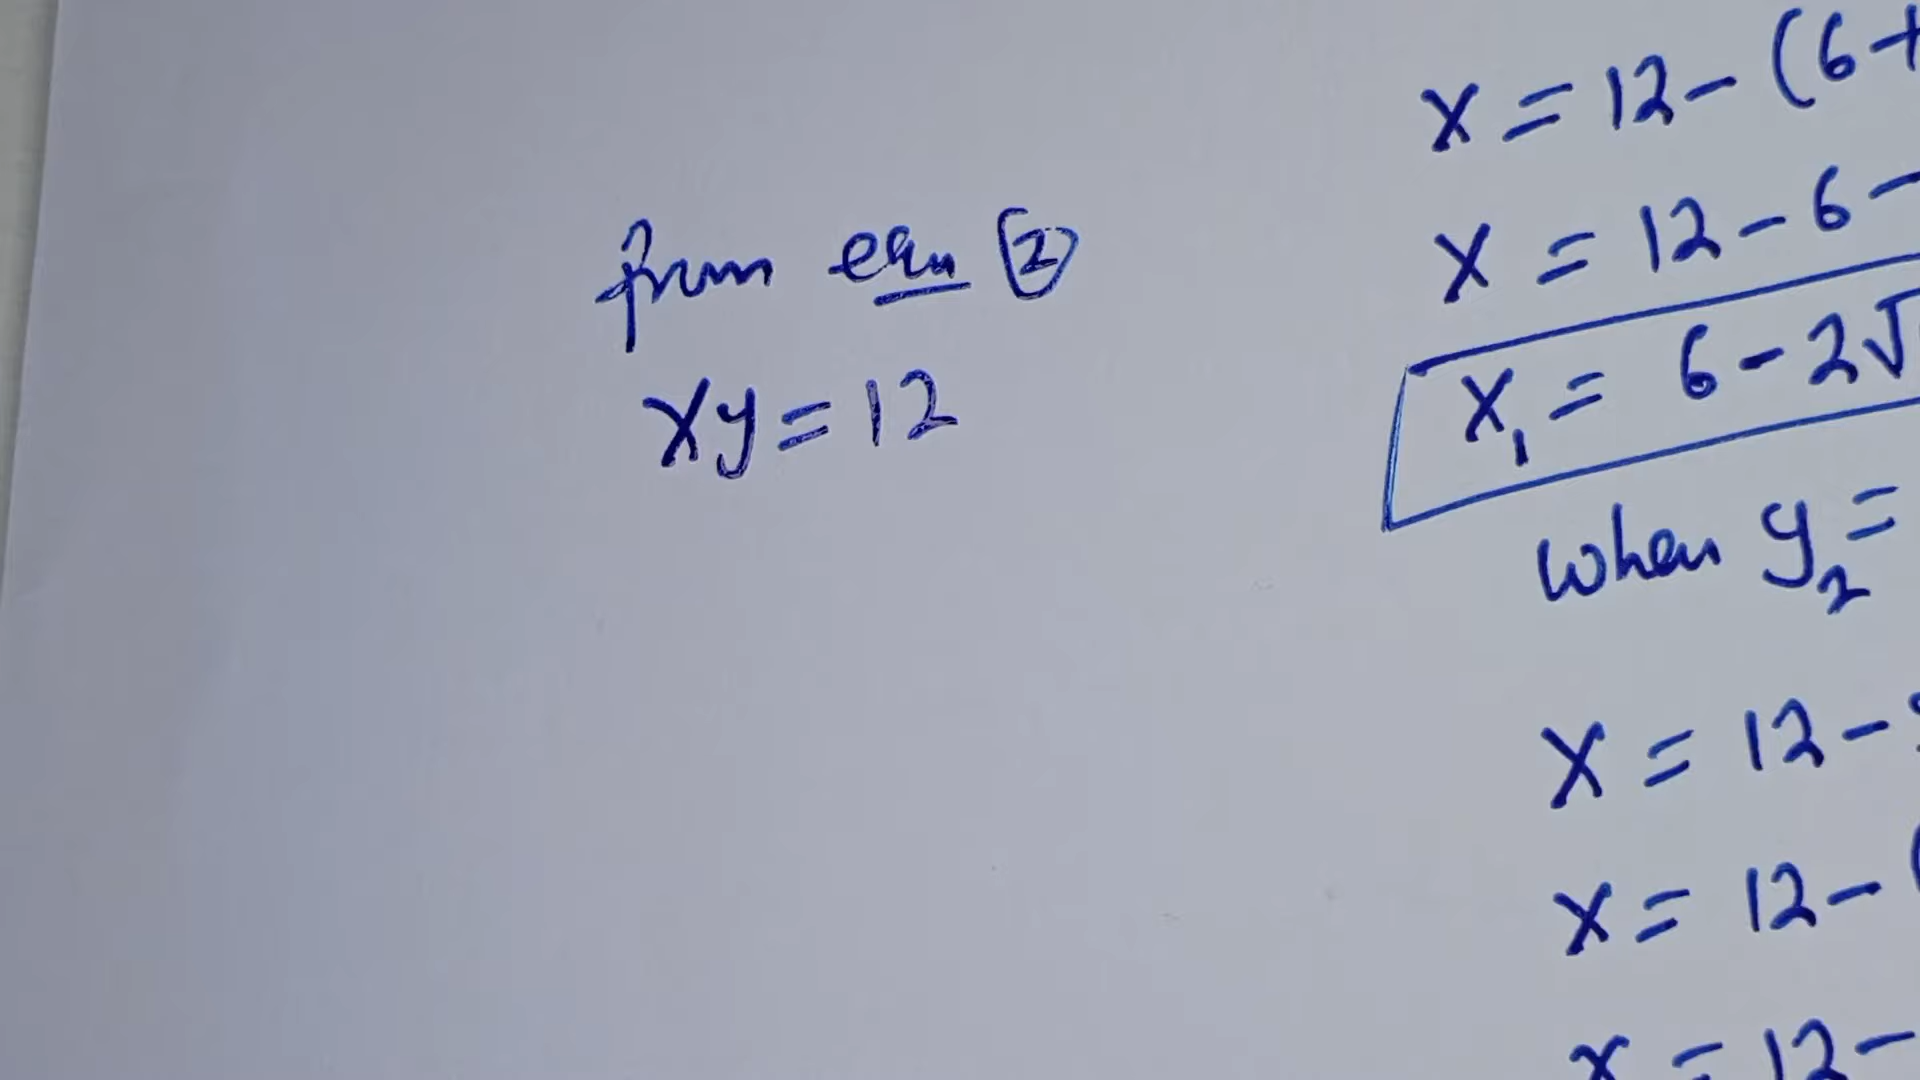 from eqn (2)
xy = 12
x = 12 - (6+
x = 12 - 6 -
x₁ = 6 - 2√
when y₂ =
x = 12 -
x = 12 - (
x = 12 -